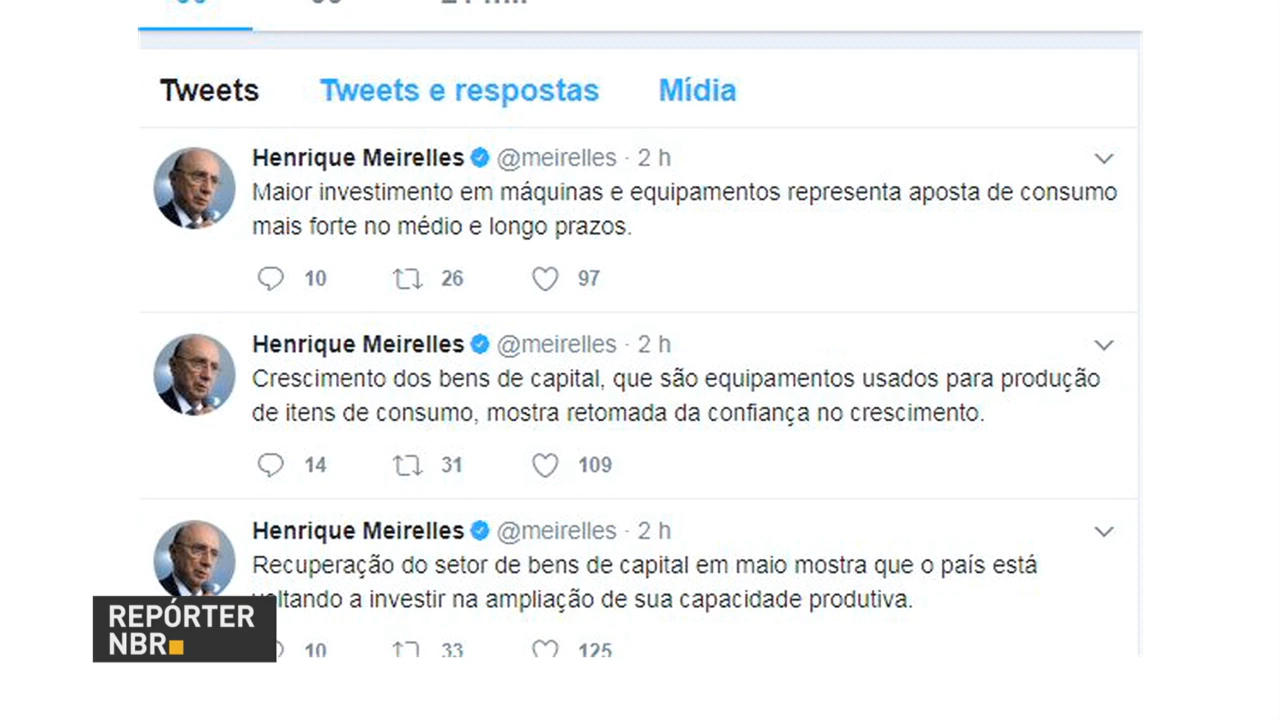 Tweets Tweets e respostas Mídia
Henrique Meirelles @meirelles · 2 h
Maior investimento em máquinas e equipamentos representa aposta de consumo
mais forte no médio e longo prazos.
10 26 97
Henrique Meirelles @meirelles · 2 h
Crescimento dos bens de capital, que são equipamentos usados para produção
de itens de consumo, mostra retomada da confiança no crescimento.
14 31 109
Henrique Meirelles @meirelles · 2 h
Recuperação do setor de bens de capital em maio mostra que o país está
voltando a investir na ampliação de sua capacidade produtiva.
10 33 125
REPÓRTER
NBR